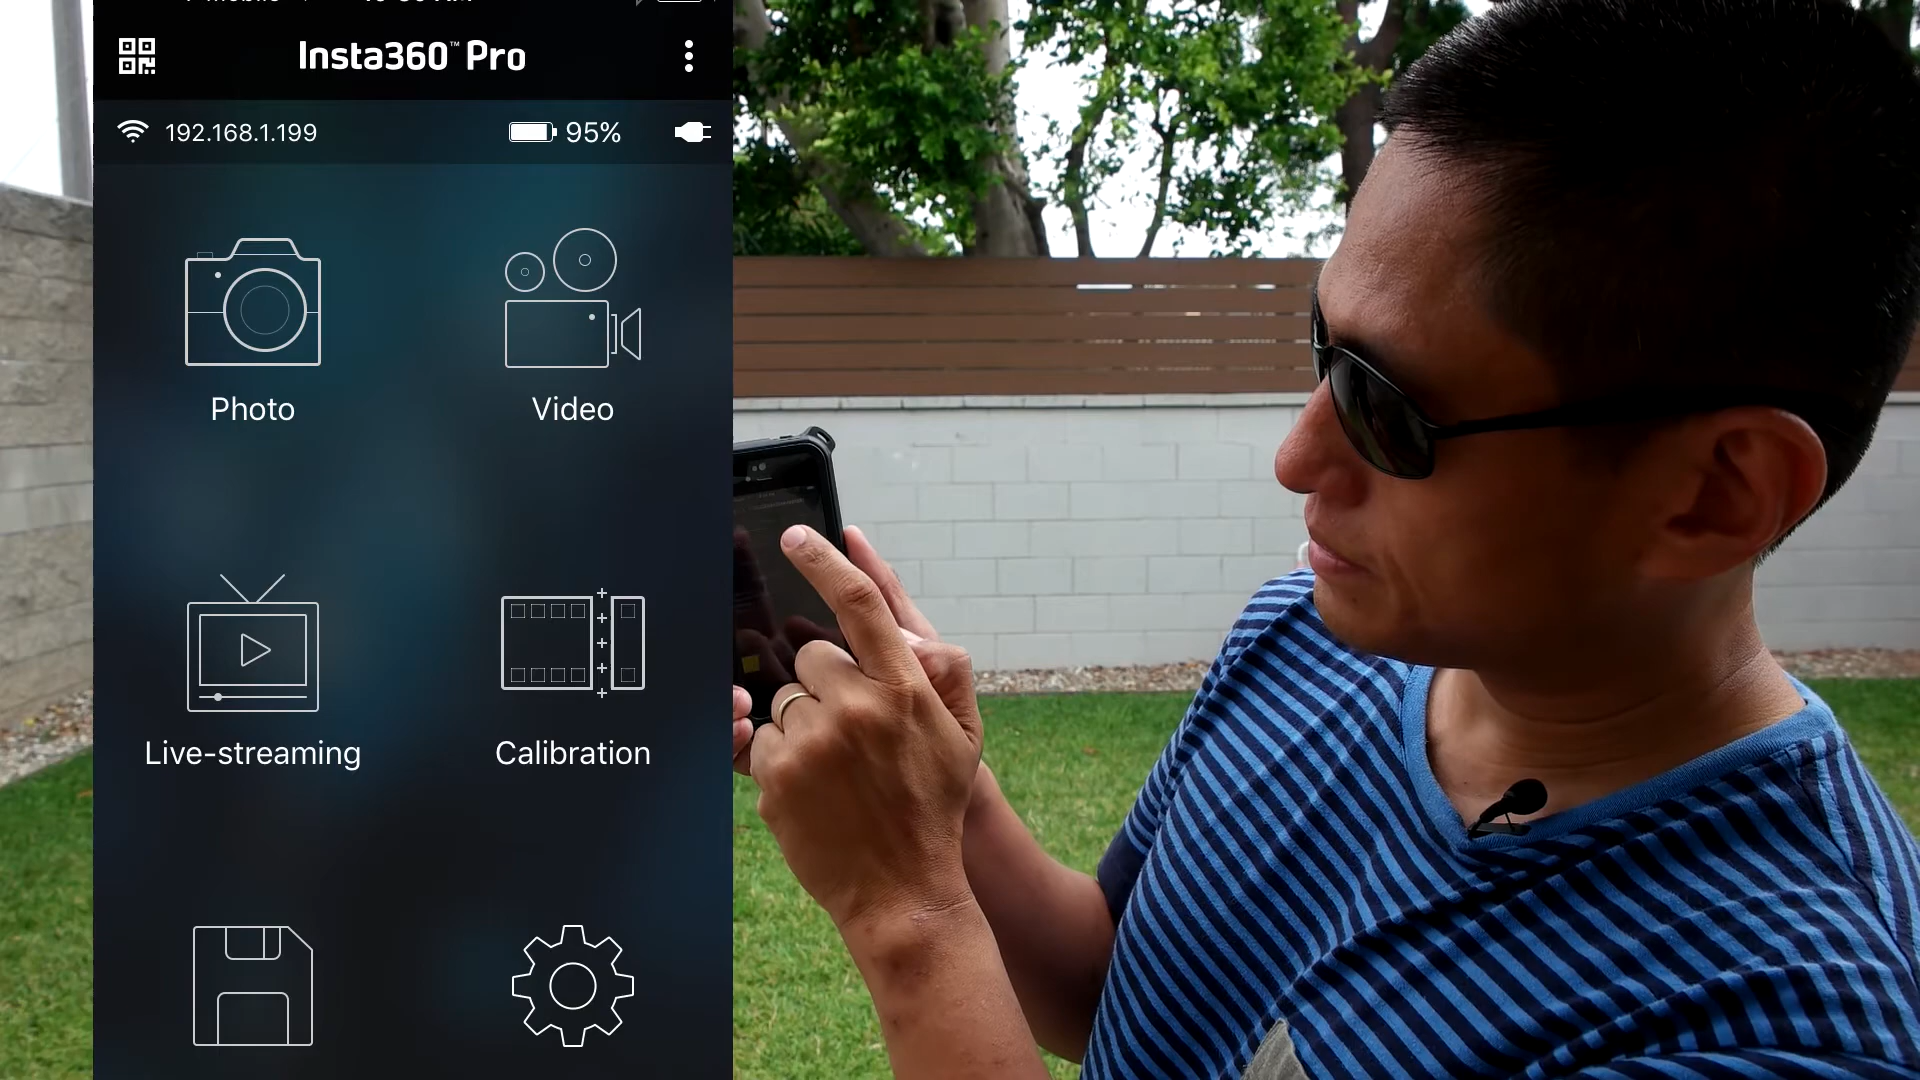 Insta360™ Pro
192.168.1.199 95%
Photo Video
Live-streaming Calibration